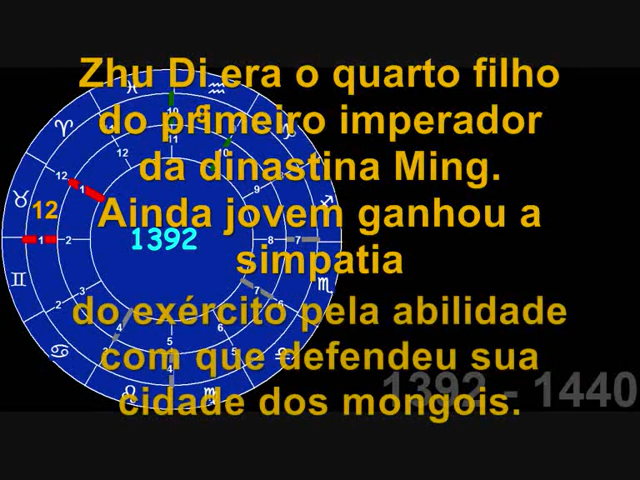 Zhu Di era o quarto filho
do primeiro imperador
da dinastina Ming.
Ainda jovem ganhou a
simpatia
do exército pela abilidade
com que defendeu sua
cidade dos mongois.
1392
12
9
1392 - 1440